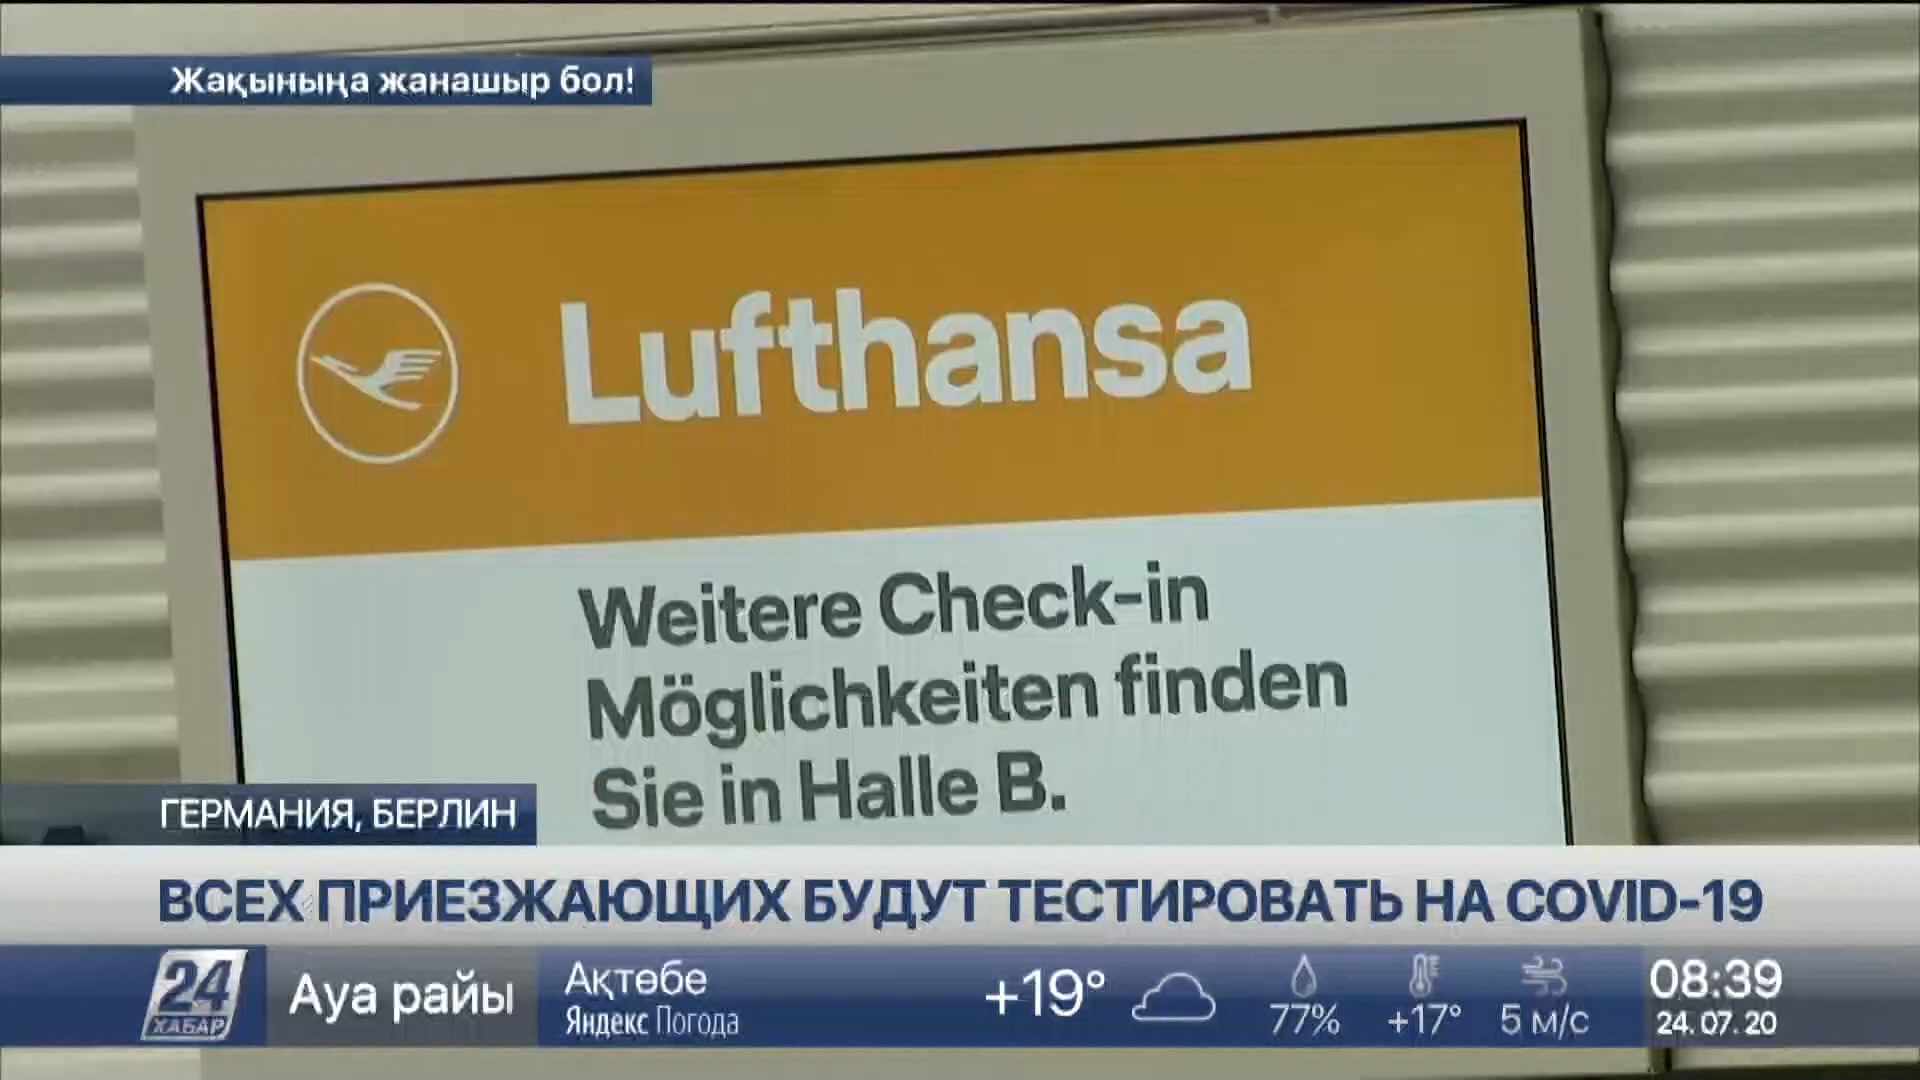 Жақыныңа жанашыр бол!
Lufthansa
Weitere Check-in
Möglichkeiten finden
Sie in Halle B.
ГЕРМАНИЯ, БЕРЛИН
ВСЕХ ПРИЕЗЖАЮЩИХ БУДУТ ТЕСТИРОВАТЬ НА COVID-19
24
ХАБАР
Ауа райы
Ақтөбе
Яндекс Погода
+19°
77%
+17°
5 м/с
08:39
24.07.20